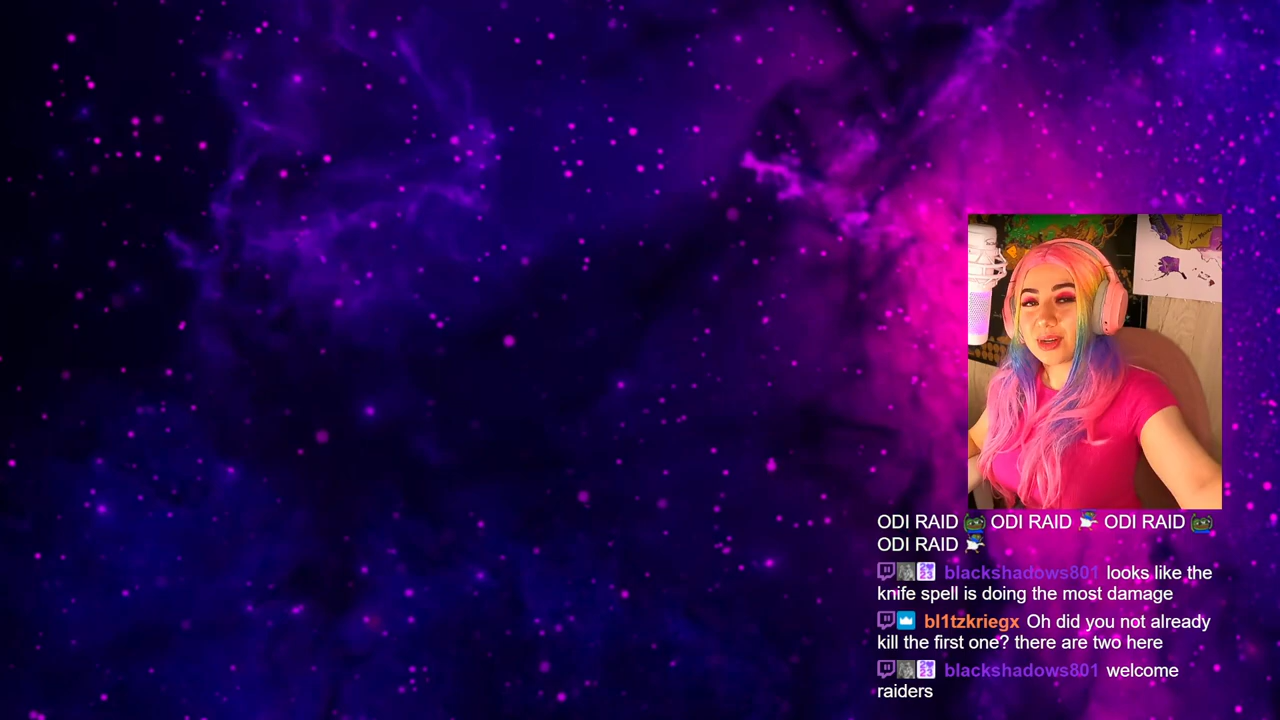 ODI RAID ODI RAID ODI RAID
ODI RAID
blackshadows801 looks like the
knife spell is doing the most damage
bl1tzkriegx Oh did you not already
kill the first one? there are two here
blackshadows801 welcome
raiders